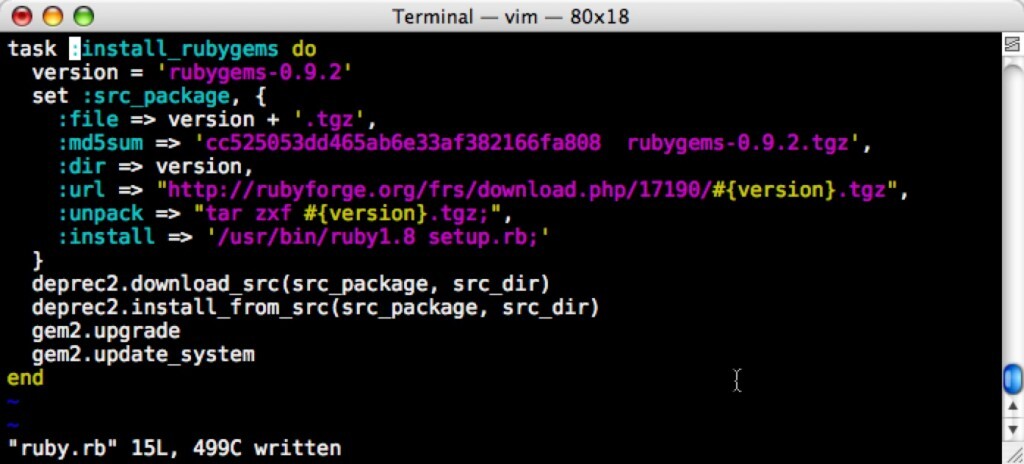 Terminal — vim — 80x18
task :install_rubygems do
  version = 'rubygems-0.9.2'
  set :src_package, {
    :file => version + '.tgz',
    :md5sum => 'cc525053dd465ab6e33af382166fa808  rubygems-0.9.2.tgz',
    :dir => version,
    :url => "http://rubyforge.org/frs/download.php/17190/#{version}.tgz",
    :unpack => "tar zxf #{version}.tgz;",
    :install => '/usr/bin/ruby1.8 setup.rb;'
  }
  deprec2.download_src(src_package, src_dir)
  deprec2.install_from_src(src_package, src_dir)
  gem2.upgrade
  gem2.update_system
end
~
~
"ruby.rb" 15L, 499C written